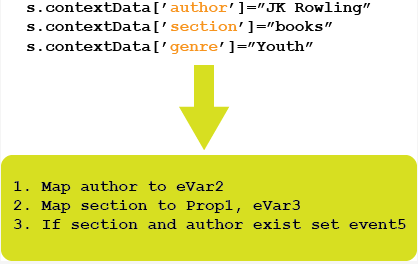 s.contextData['author']=”JK Rowling”
s.contextData['section']=”books”
s.contextData['genre']=”Youth”
1. Map author to eVar2
2. Map section to Prop1, eVar3
3. If section and author exist set event5